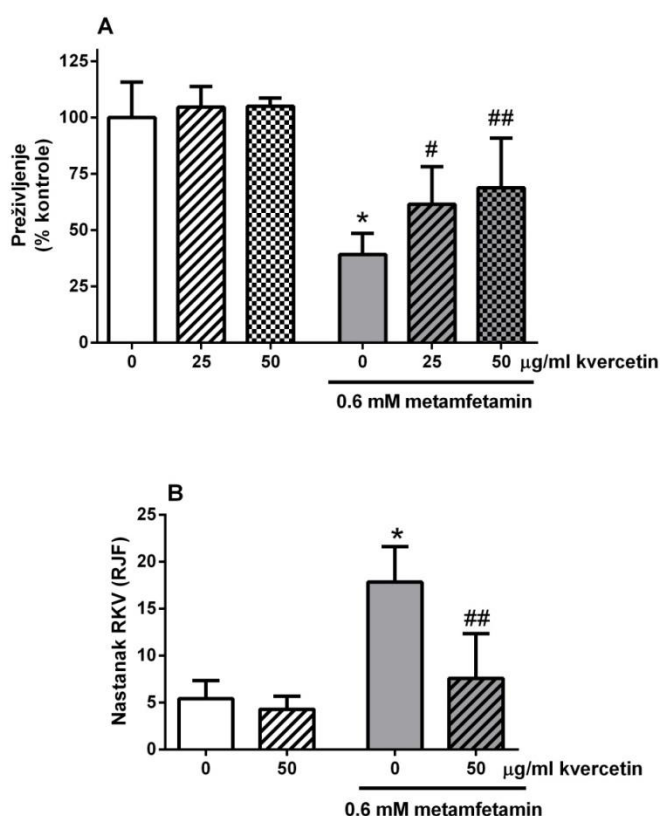 A
Preživljenje
(% kontrole)
125
100
75
50
25
0
*
#
##
0 25 50 0 25 50 μg/ml kvercetin
0.6 mM metamfetamin
B
Nastanak RKV (RJF)
25
20
15
10
5
0
*
##
0 50 0 50 μg/ml kvercetin
0.6 mM metamfetamin